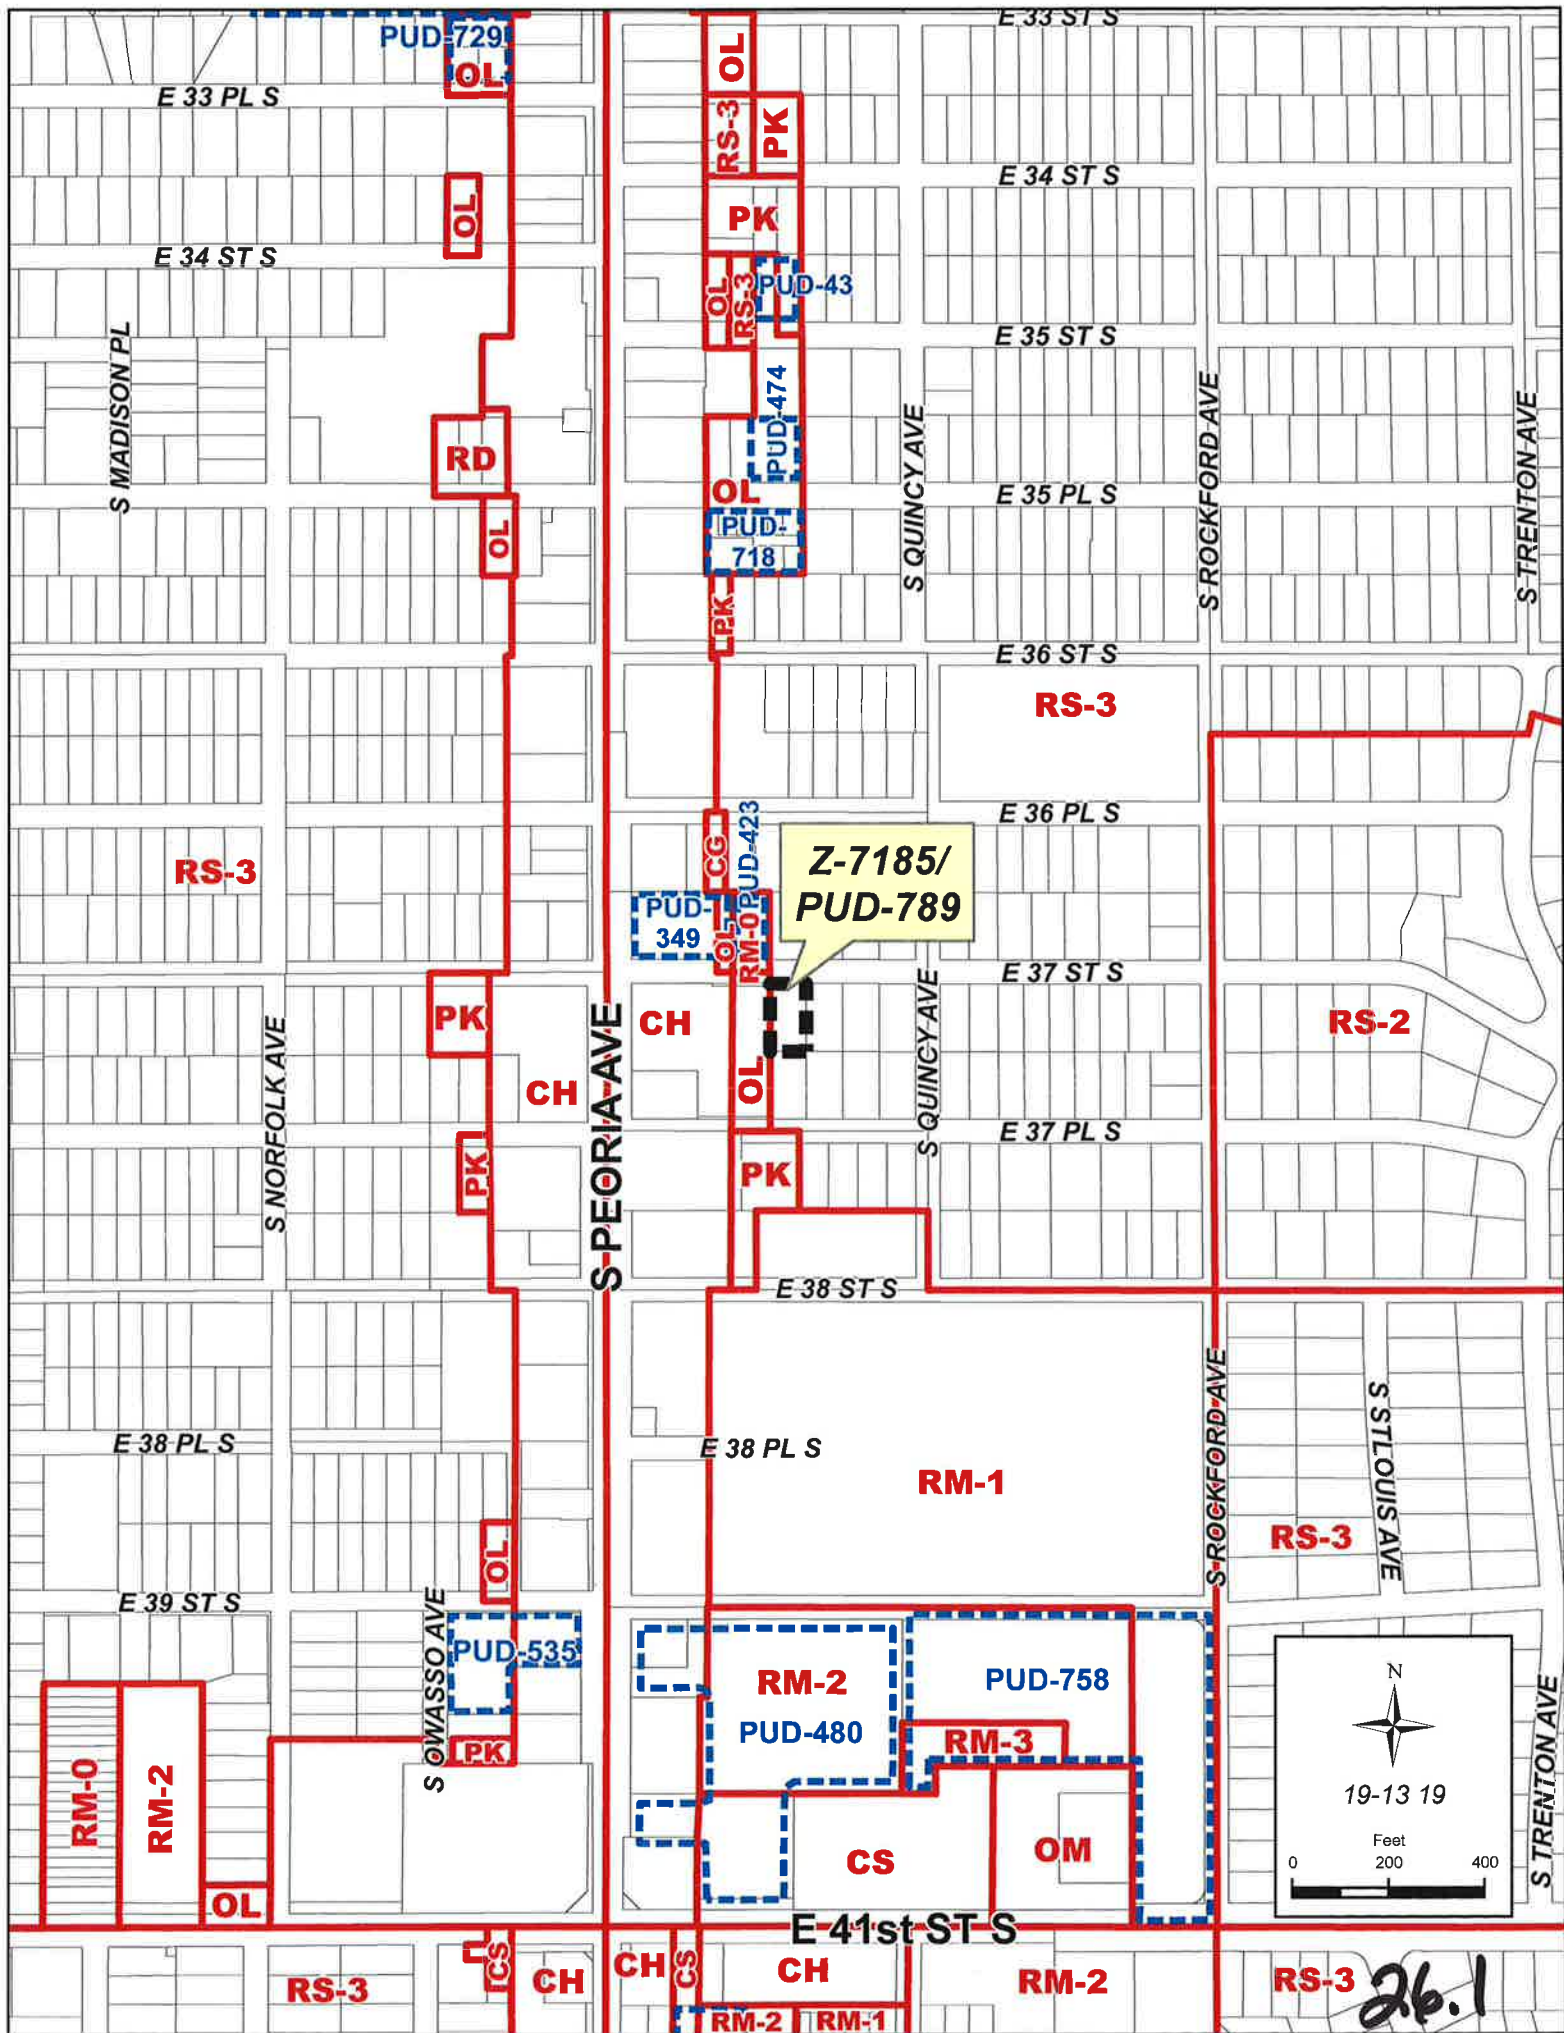 E 33 ST S
PUD-729
OL
OL
E 33 PL S
RS-3
PK
E 34 ST S
OL
PK
E 34 ST S
OL
RS-3
PUD-43
E 35 ST S
S MADISON PL
PUD-474
S QUINCY AVE
S ROCKFORD AVE
S TRENTON AVE
RD
OL
E 35 PL S
OL
PUD-
718
PK
E 36 ST S
RS-3
E 36 PL S
CG
PUD-423
Z-7185/
PUD-789
RS-3
PUD-
349
OL
RM-0
E 37 ST S
PK
CH
RS-2
S NORFOLK AVE
S PEORIA AVE
S QUINCY AVE
CH
OL
E 37 PL S
PK
PK
E 38 ST S
E 38 PL S
E 38 PL S
RM-1
S ROCKFORD AVE
S STLOUIS AVE
RS-3
OL
E 39 ST S
S OWASSO AVE
PUD-535
RM-2
PUD-480
PUD-758
RM-3
PK
RM-0
RM-2
OL
CS
OM
N
19-13 19
Feet
0 200 400
S TRENTON AVE
E 41st ST S
RS-3
CS
CH
CH
CS
CH
RM-2
RS-3
26.1
RM-2
RM-1